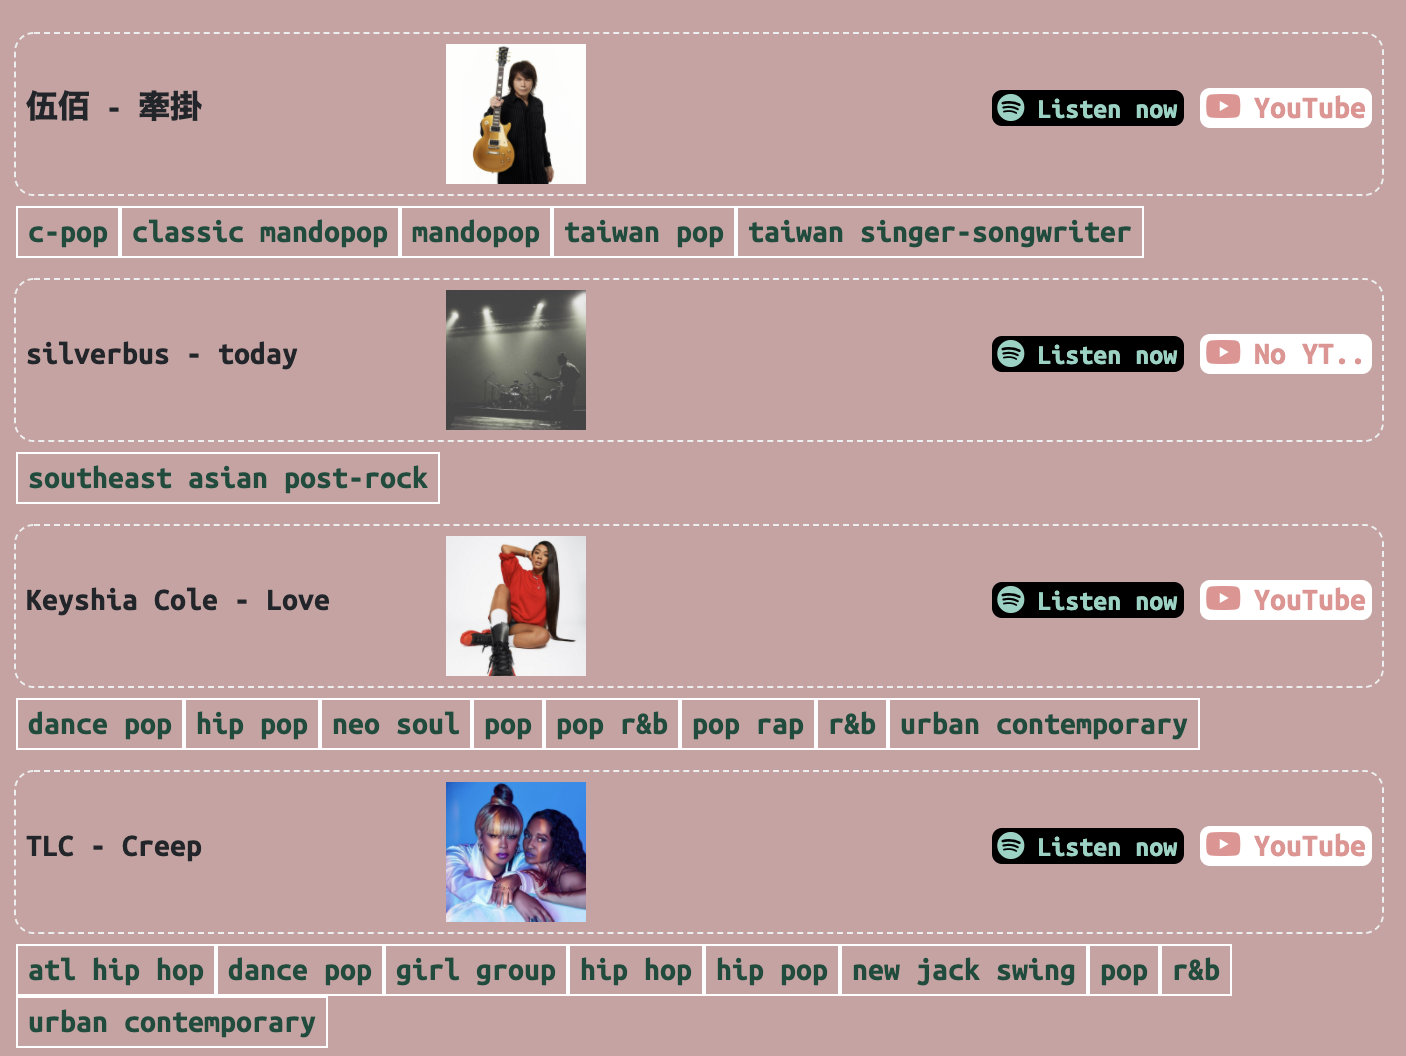 伍佰 - 牽掛
Listen now
YouTube
c-pop
classic mandopop
mandopop
taiwan pop
taiwan singer-songwriter
silverbus - today
Listen now
No YT..
southeast asian post-rock
Keyshia Cole - Love
Listen now
YouTube
dance pop
hip pop
neo soul
pop
pop r&b
pop rap
r&b
urban contemporary
TLC - Creep
Listen now
YouTube
atl hip hop
dance pop
girl group
hip hop
hip pop
new jack swing
pop
r&b
urban contemporary